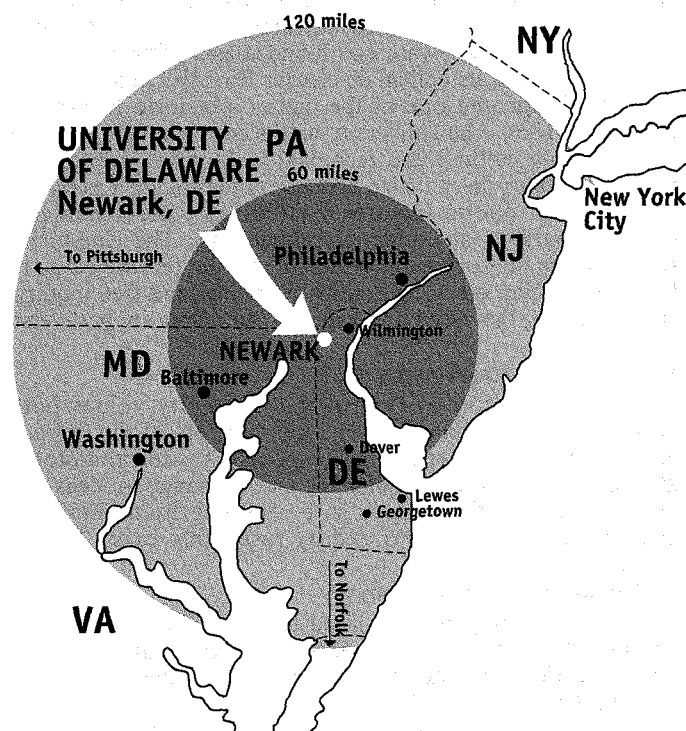 120 miles
NY
UNIVERSITY
OF DELAWARE
Newark, DE
PA
60 miles
New York
City
NJ
To Pittsburgh
Philadelphia
Wilmington
NEWARK
MD
Baltimore
Washington
Dover
DE
Lewes
Georgetown
To Norfolk
VA